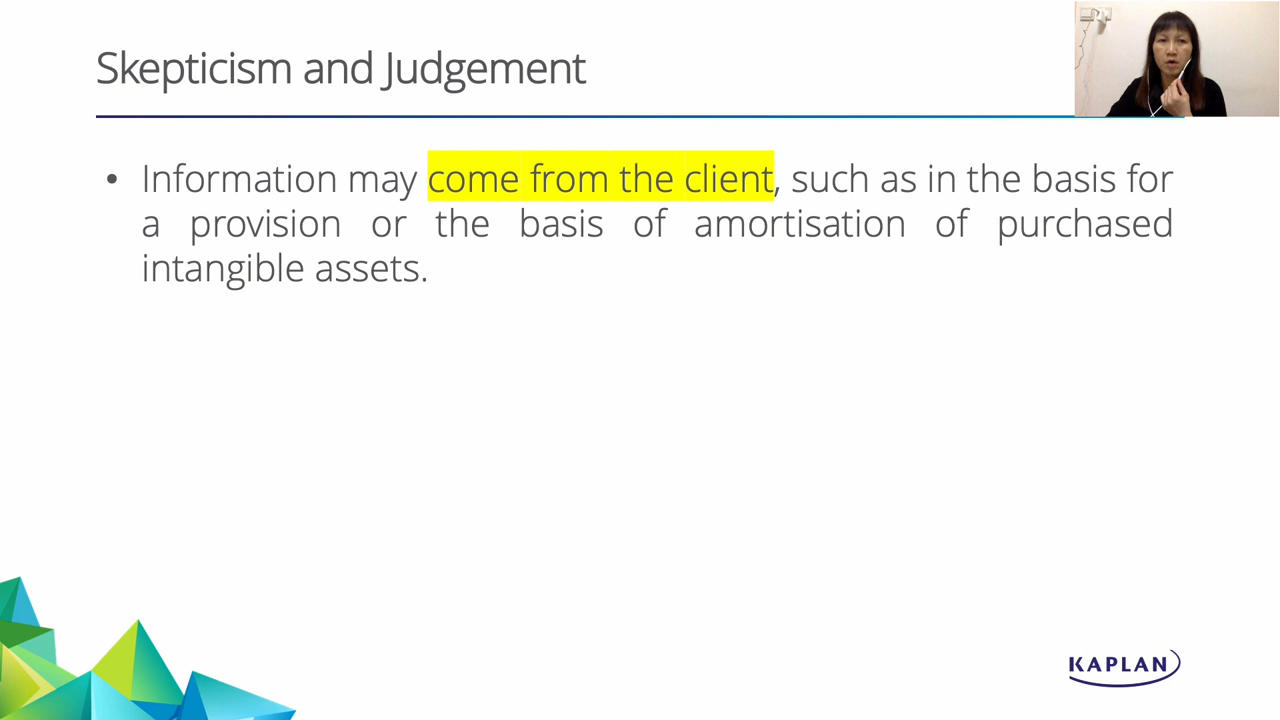 Skepticism and Judgement
• Information may come from the client, such as in the basis for
a provision or the basis of amortisation of purchased
intangible assets.
KAPLAN